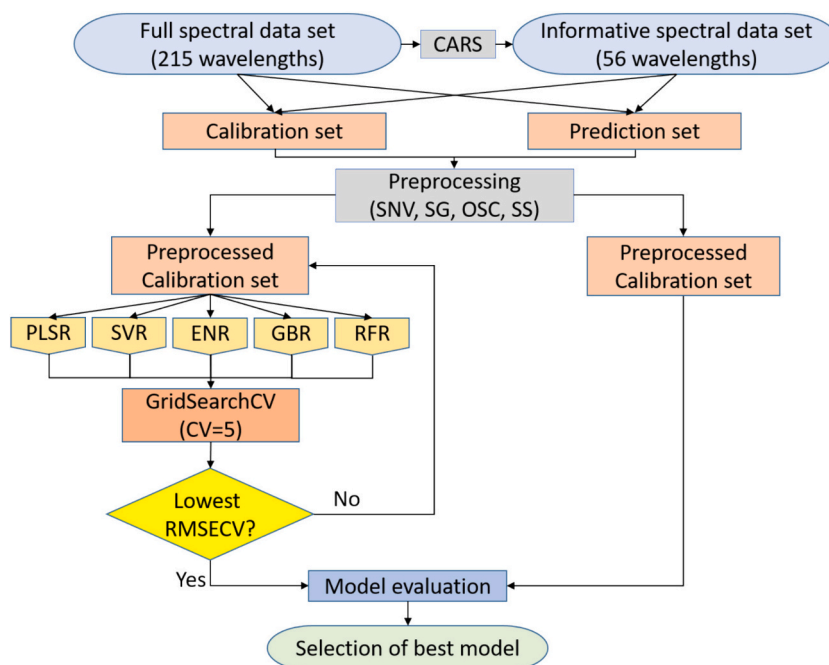 Full spectral data set
(215 wavelengths)
CARS
Informative spectral data set
(56 wavelengths)
Calibration set
Prediction set
Preprocessing
(SNV, SG, OSC, SS)
Preprocessed
Calibration set
Preprocessed
Calibration set
PLSR
SVR
ENR
GBR
RFR
GridSearchCV
(CV=5)
Lowest
RMSECV?
No
Yes
Model evaluation
Selection of best model